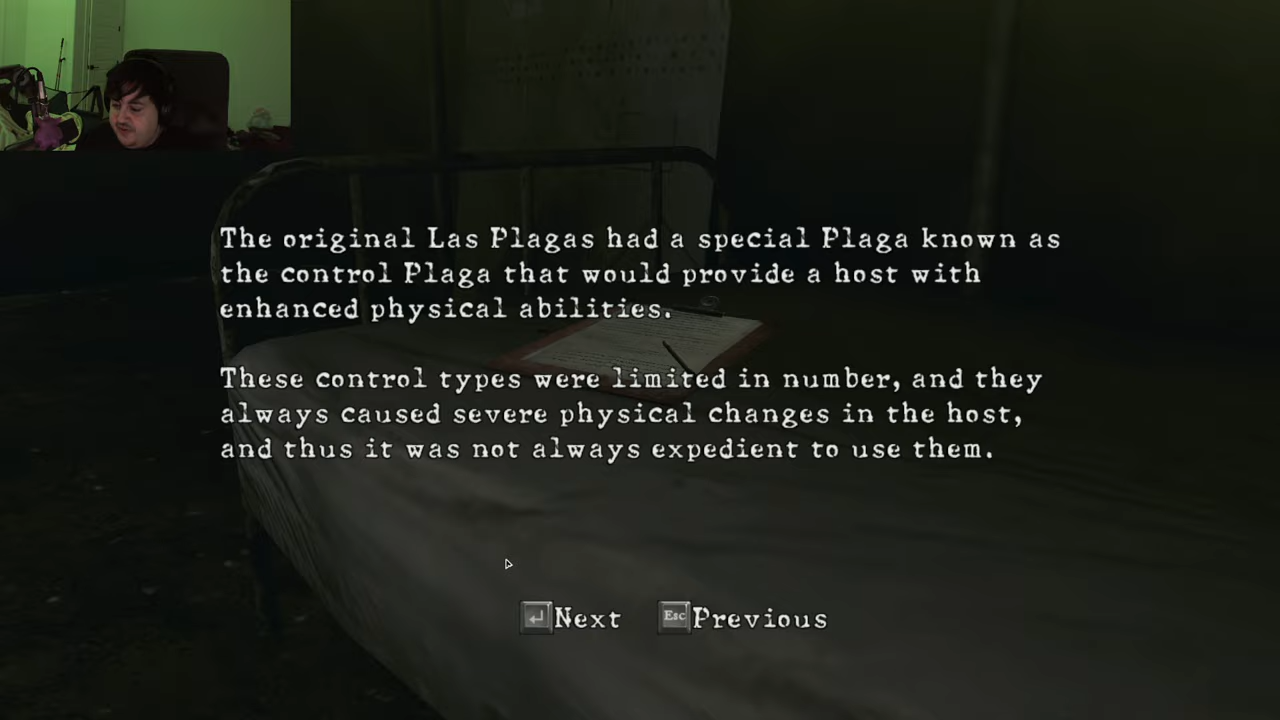 The original Las Plagas had a special Plaga known as
the control Plaga that would provide a host with
enhanced physical abilities.
These control types were limited in number, and they
always caused severe physical changes in the host,
and thus it was not always expedient to use them.
Next Esc Previous